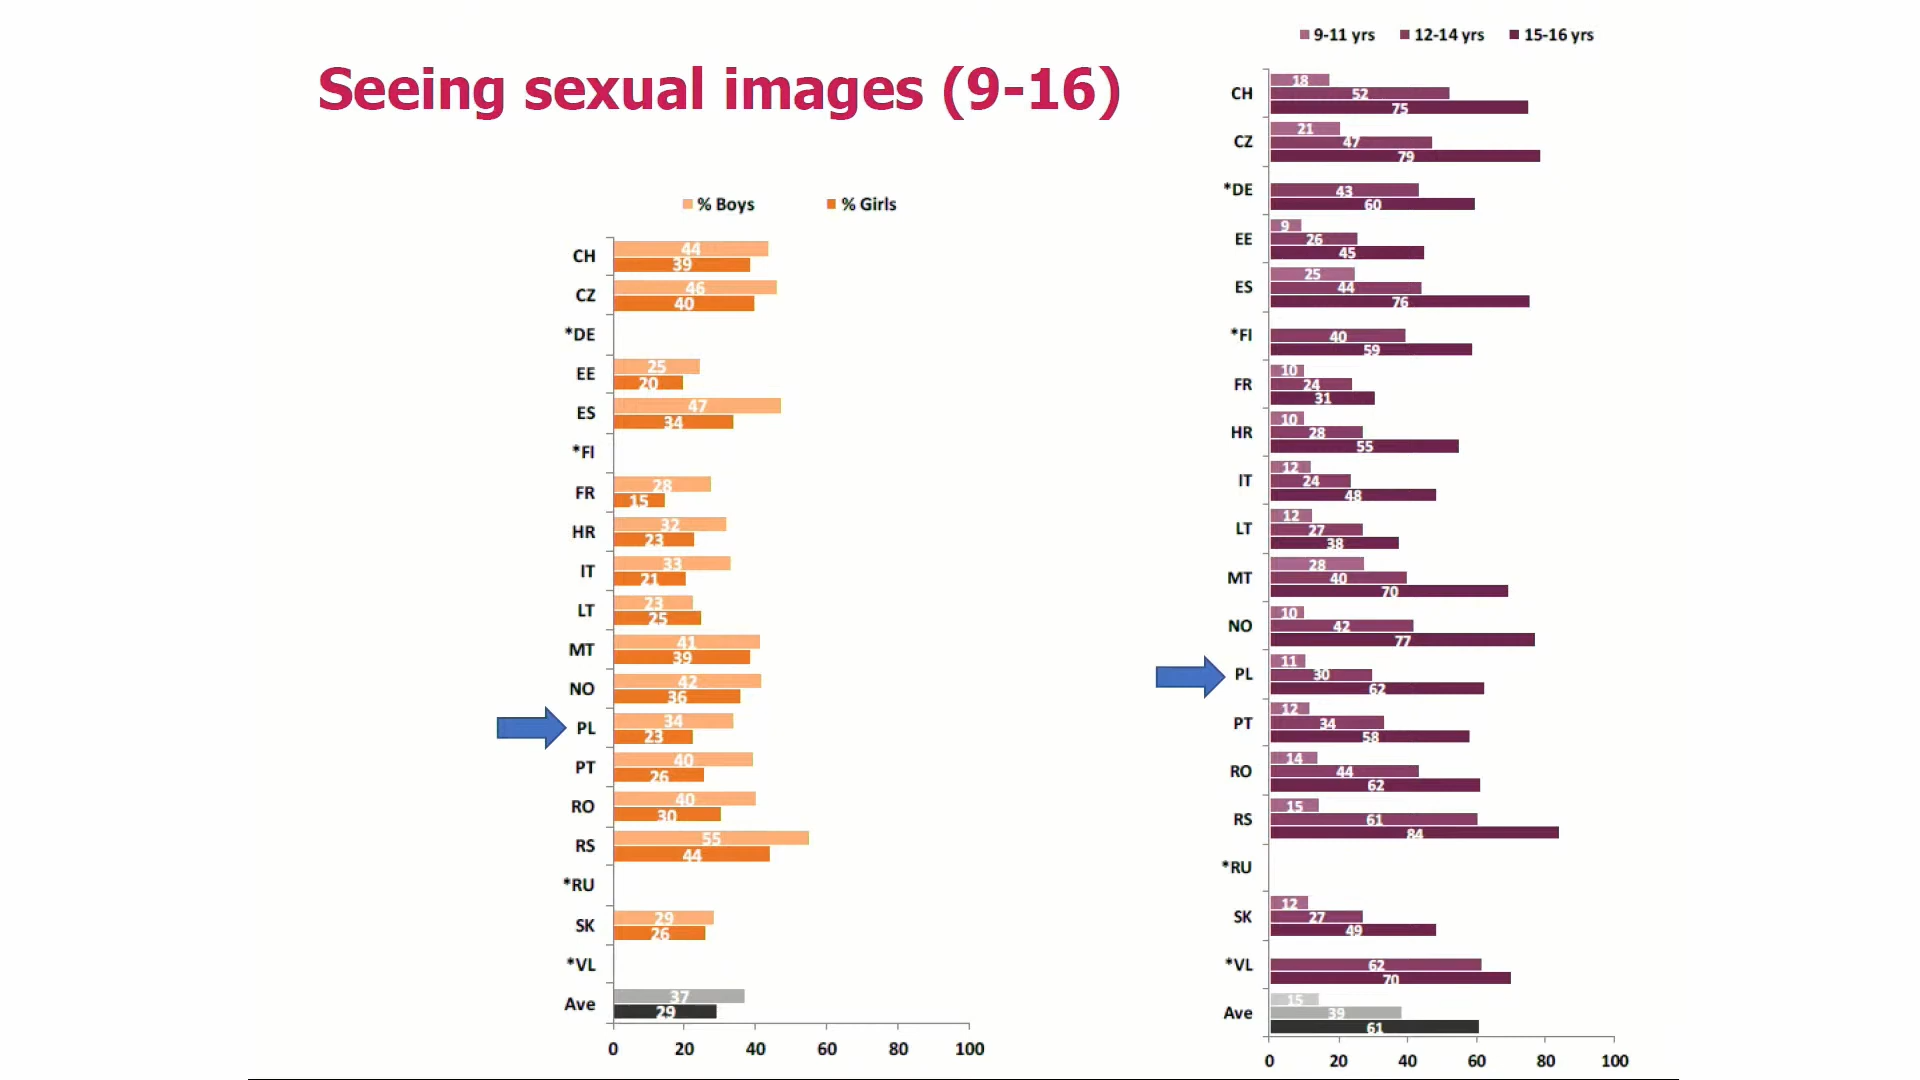 Seeing sexual images (9-16)
% Boys % Girls
CH 44 39
CZ 46 40
*DE
EE 25 20
ES 47 34
*FI
FR 28 15
HR 32 23
IT 33 21
LT 23 25
MT 41 39
NO 42 36
PL 34 23
PT 40 26
RO 40 30
RS 55 44
*RU
SK 29 26
*VL
Ave 37 29
0 20 40 60 80 100
9-11 yrs 12-14 yrs 15-16 yrs
CH 18 52 75
CZ 21 47 79
*DE 43 60
EE 9 26 45
ES 25 44 76
*FI 40 59
FR 10 24 31
HR 10 28 55
IT 12 24 48
LT 12 27 38
MT 28 40 70
NO 10 42 77
PL 11 30 62
PT 12 34 58
RO 14 44 62
RS 15 61 84
*RU
SK 12 27 49
*VL 62 70
Ave 15 39 61
0 20 40 60 80 100